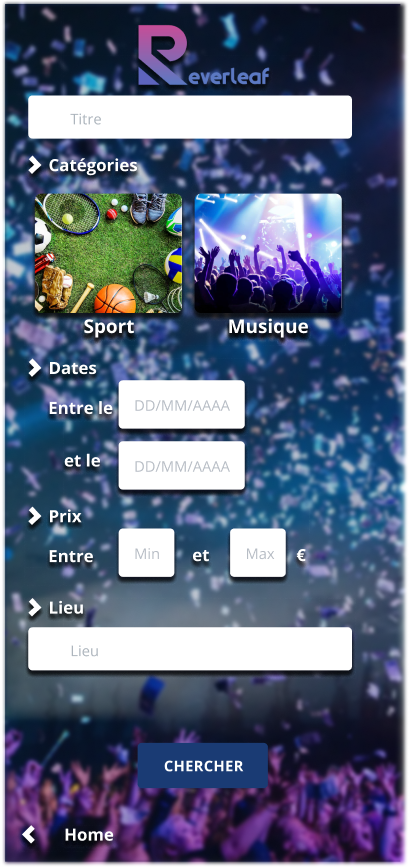 Reverleaf
Titre
Catégories
Sport
Musique
Dates
Entre le
DD/MM/AAAA
et le
DD/MM/AAAA
Prix
Entre
Min
et
Max
€
Lieu
Lieu
CHERCHER
Home